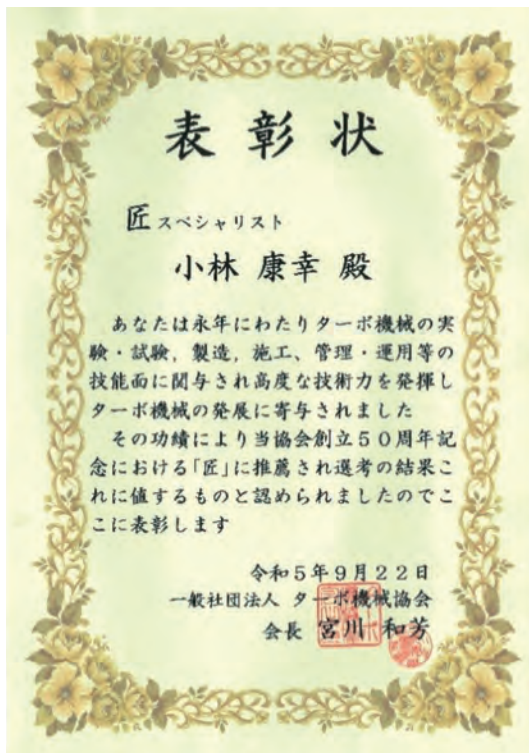 表彰状
匠スペシャリスト
小林 康幸 殿
あなたは永年にわたりターボ機械の実
験・試験，製造，施工、管理・運用等の
技能面に関与され高度な技術力を発揮し
ターボ機械の発展に寄与されました
その功績により当協会創立50周年記
念における「匠」に推薦され選考の結果こ
れに値するものと認められましたのでこ
こに表彰します
令和5年9月22日
一般社団法人 ターボ機械協会
会長 宮川 和芳